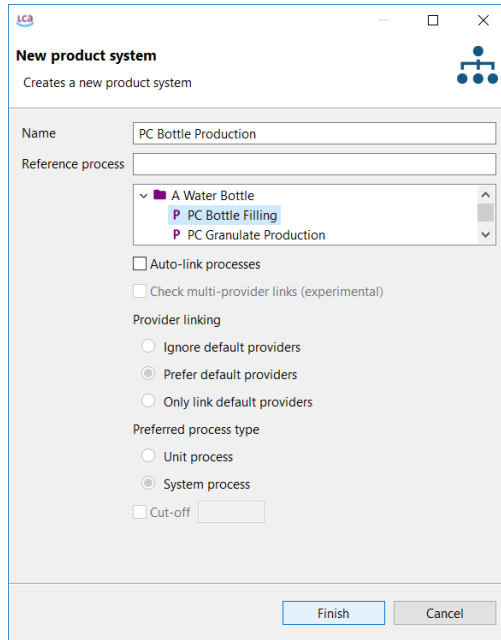 LCA
New product system
Creates a new product system
Name PC Bottle Production
Reference process
A Water Bottle
P PC Bottle Filling
P PC Granulate Production
Auto-link processes
Check multi-provider links (experimental)
Provider linking
Ignore default providers
Prefer default providers
Only link default providers
Preferred process type
Unit process
System process
Cut-off
Finish Cancel